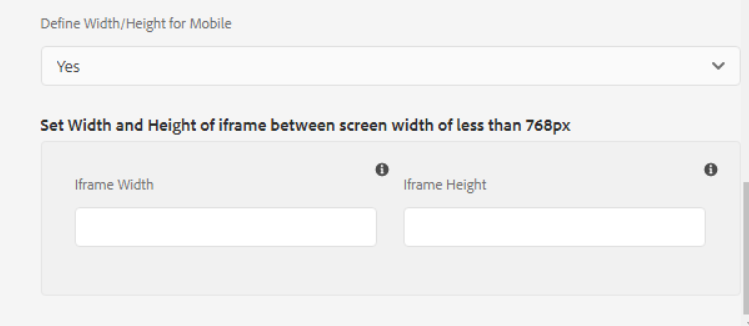 Define Width/Height for Mobile
Yes
Set Width and Height of iframe between screen width of less than 768px
Iframe Width
Iframe Height